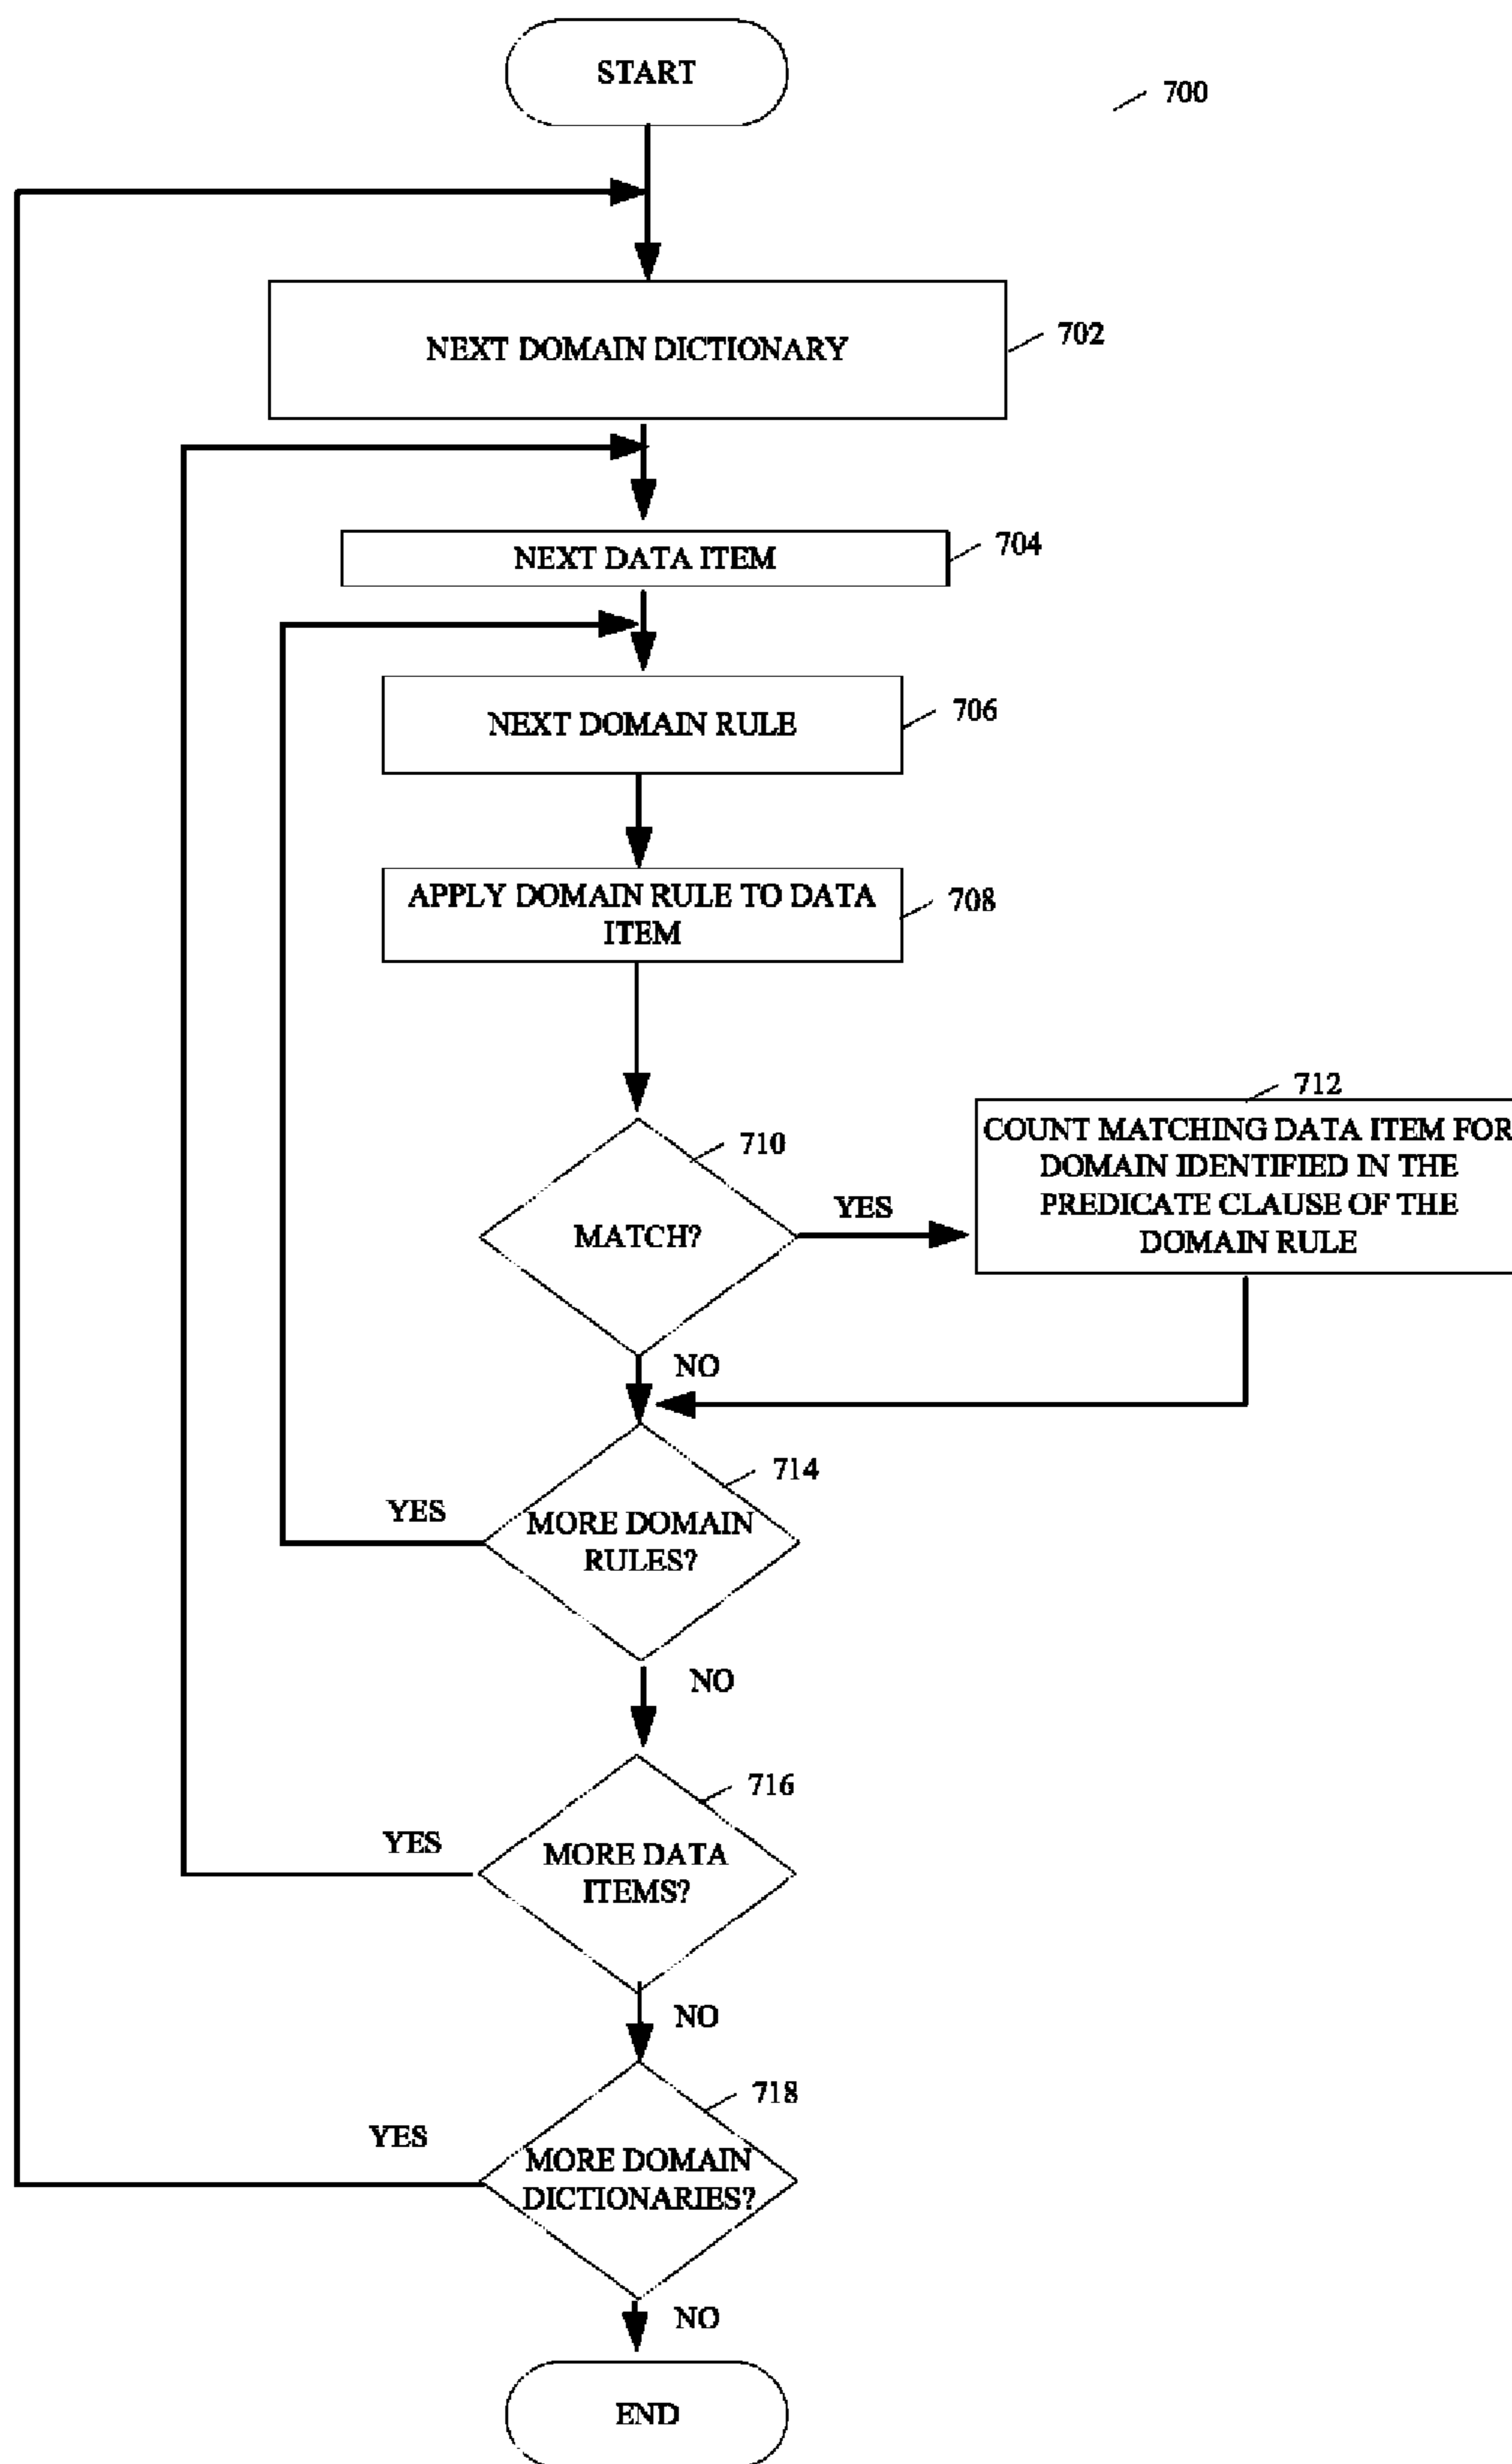 START
700
NEXT DOMAIN DICTIONARY
702
NEXT DATA ITEM
704
NEXT DOMAIN RULE
706
APPLY DOMAIN RULE TO DATA
ITEM
708
710
MATCH?
YES
712
COUNT MATCHING DATA ITEM FOR
DOMAIN IDENTIFIED IN THE
PREDICATE CLAUSE OF THE
DOMAIN RULE
NO
714
YES
MORE DOMAIN
RULES?
NO
716
YES
MORE DATA
ITEMS?
NO
718
YES
MORE DOMAIN
DICTIONARIES?
NO
END